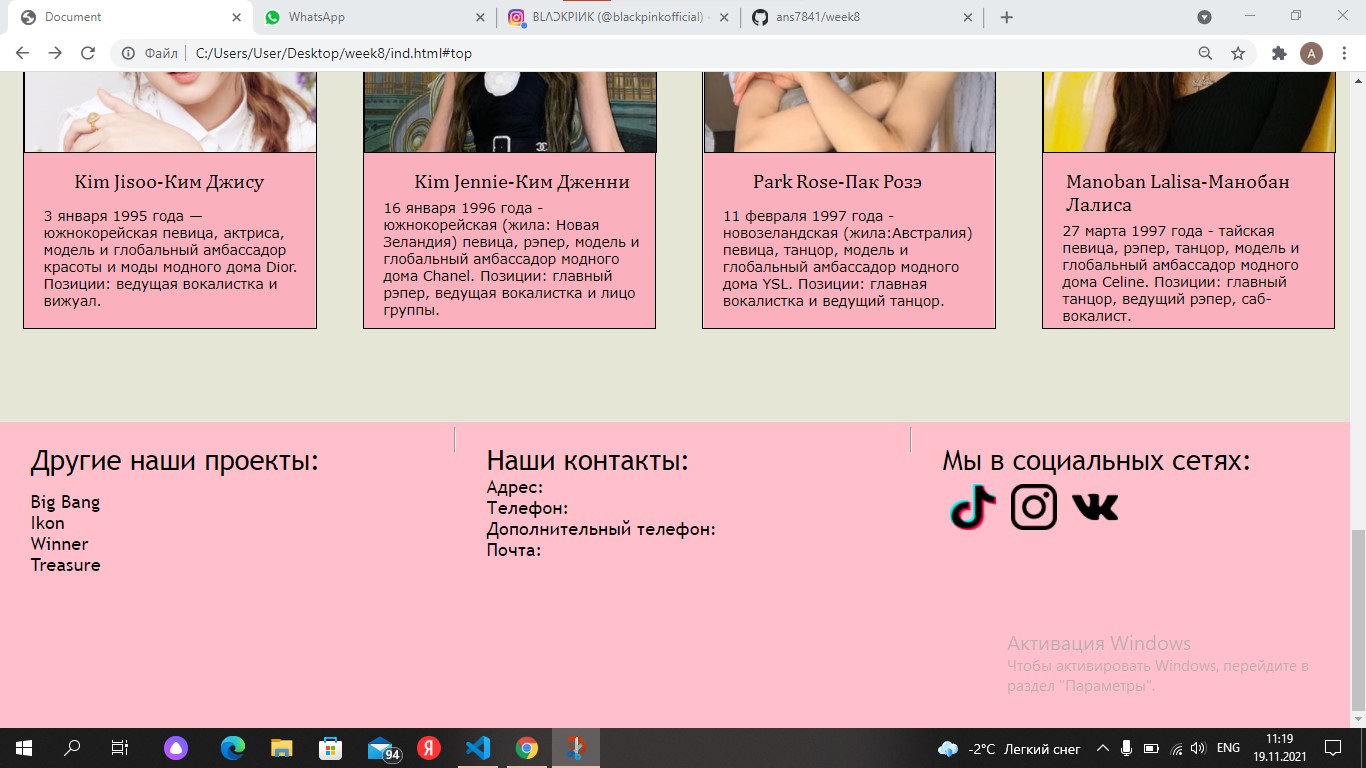 Document
WhatsApp
BLΛƆKPIИK (@blackpinkofficial)
ans7841/week8
Файл
C:/Users/User/Desktop/week8/ind.html#top
A
Kim Jisoo-Ким Джису
3 января 1995 года —
южнокорейская певица, актриса,
модель и глобальный амбассадор
красоты и моды модного дома Dior.
Позиции: ведущая вокалистка и
вижуал.
Kim Jennie-Ким Дженни
16 января 1996 года -
южнокорейская (жила: Новая
Зеландия) певица, рэпер, модель и
глобальный амбассадор модного
дома Chanel. Позиции: главный
рэпер, ведущая вокалистка и лицо
группы.
Park Rose-Пак Розэ
11 февраля 1997 года -
новозеландская (жила:Австралия)
певица, танцор, модель и
глобальный амбассадор модного
дома YSL. Позиции: главная
вокалистка и ведущий танцор.
Manoban Lalisa-Манобан
Лалиса
27 марта 1997 года - тайская
певица, рэпер, танцор, модель и
глобальный амбассадор модного
дома Celine. Позиции: главный
танцор, ведущий рэпер, саб-
вокалист.
Другие наши проекты:
Big Bang
Ikon
Winner
Treasure
Наши контакты:
Адрес:
Телефон:
Дополнительный телефон:
Почта:
Мы в социальных сетях:
Активация Windows
Чтобы активировать Windows, перейдите в
раздел "Параметры".
94
Я
-2°C Легкий снег
ENG
11:19
19.11.2021